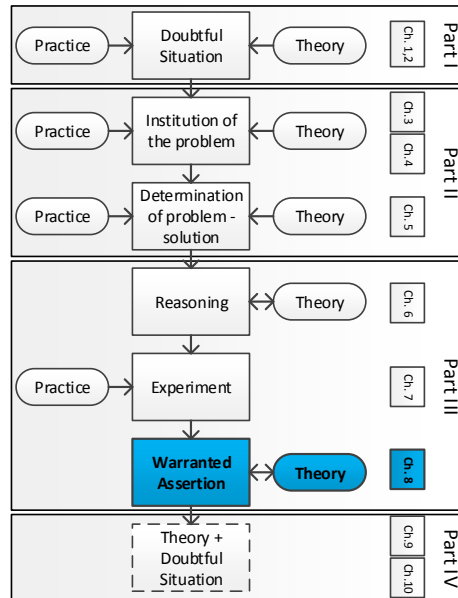 Practice
Doubtful
Situation
Theory
Ch. 1,2
Part I
Practice
Institution of
the problem
Theory
Ch.3
Ch.4
Part II
Practice
Determination
of problem -
solution
Theory
Ch. 5
Reasoning
Theory
Ch. 6
Part III
Practice
Experiment
Ch. 7
Warranted
Assertion
Theory
Ch. 8
Theory +
Doubtful
Situation
Ch.9
Ch.10
Part IV